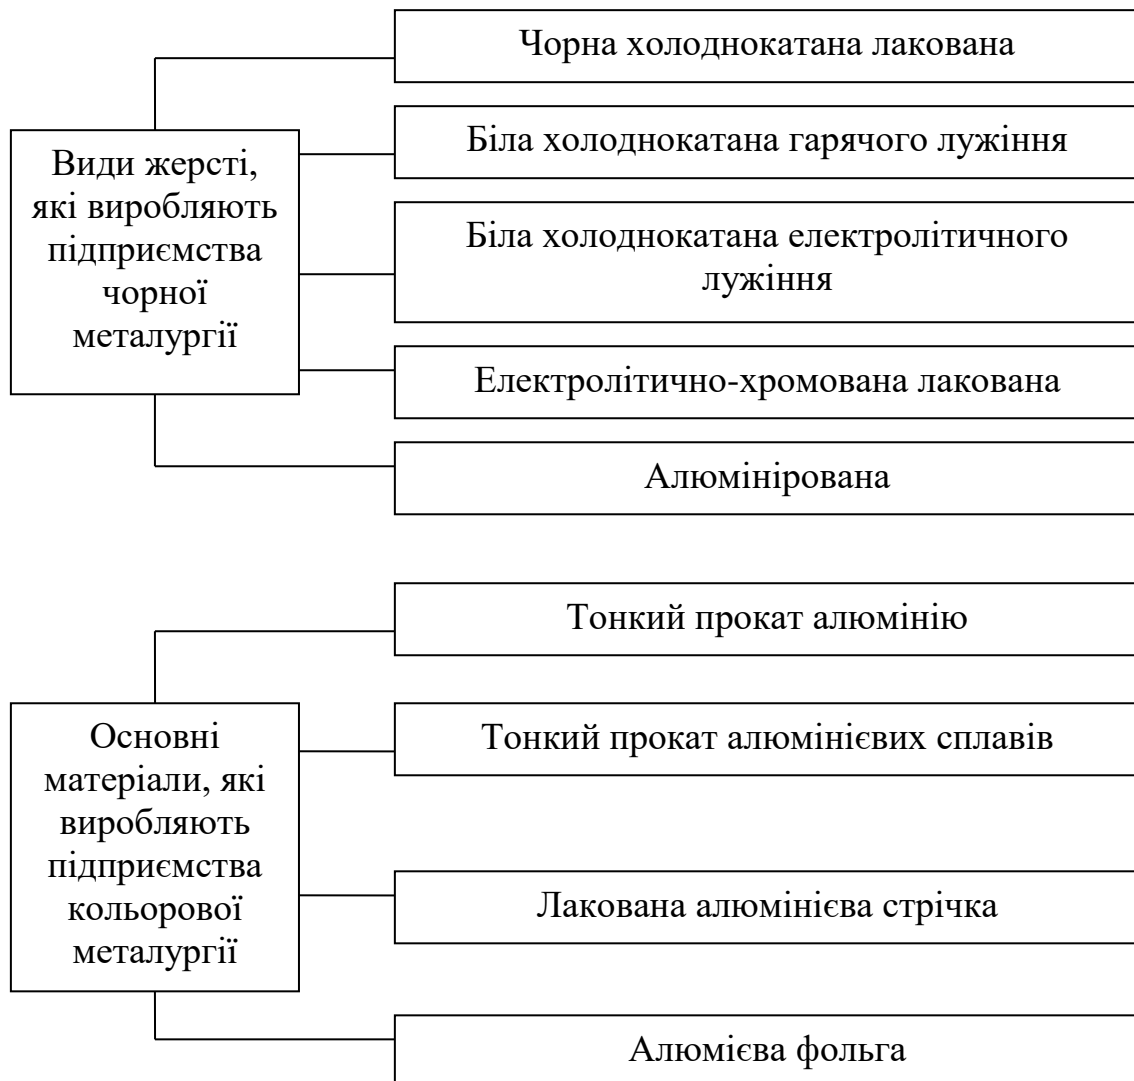 Види жерсті,
які виробляють
підприємства
чорної
металургії
Чорна холоднокатана лакована
Біла холоднокатана гарячого лужіння
Біла холоднокатана електролітичного
лужіння
Електролітично-хромована лакована
Алюмінірована
Основні
матеріали, які
виробляють
підприємства
кольорової
металургії
Тонкий прокат алюмінію
Тонкий прокат алюмінієвих сплавів
Лакована алюмінієва стрічка
Алюмієва фольга